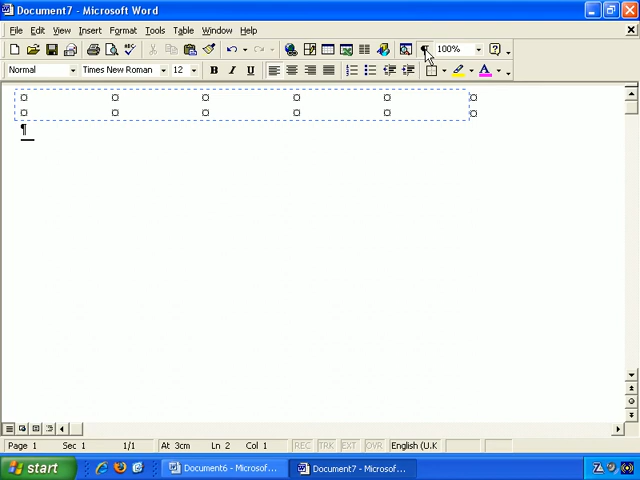 Document7 - Microsoft Word
File Edit View Insert Format Tools Table Window Help
100%
Normal Times New Roman 12 B I U A
¶
Page 1 Sec 1 1/1 At 3cm Ln 2 Col 1 REC TRK EXT OVR English (U.K
start Document6 - Microsof... Document7 - Microsof...